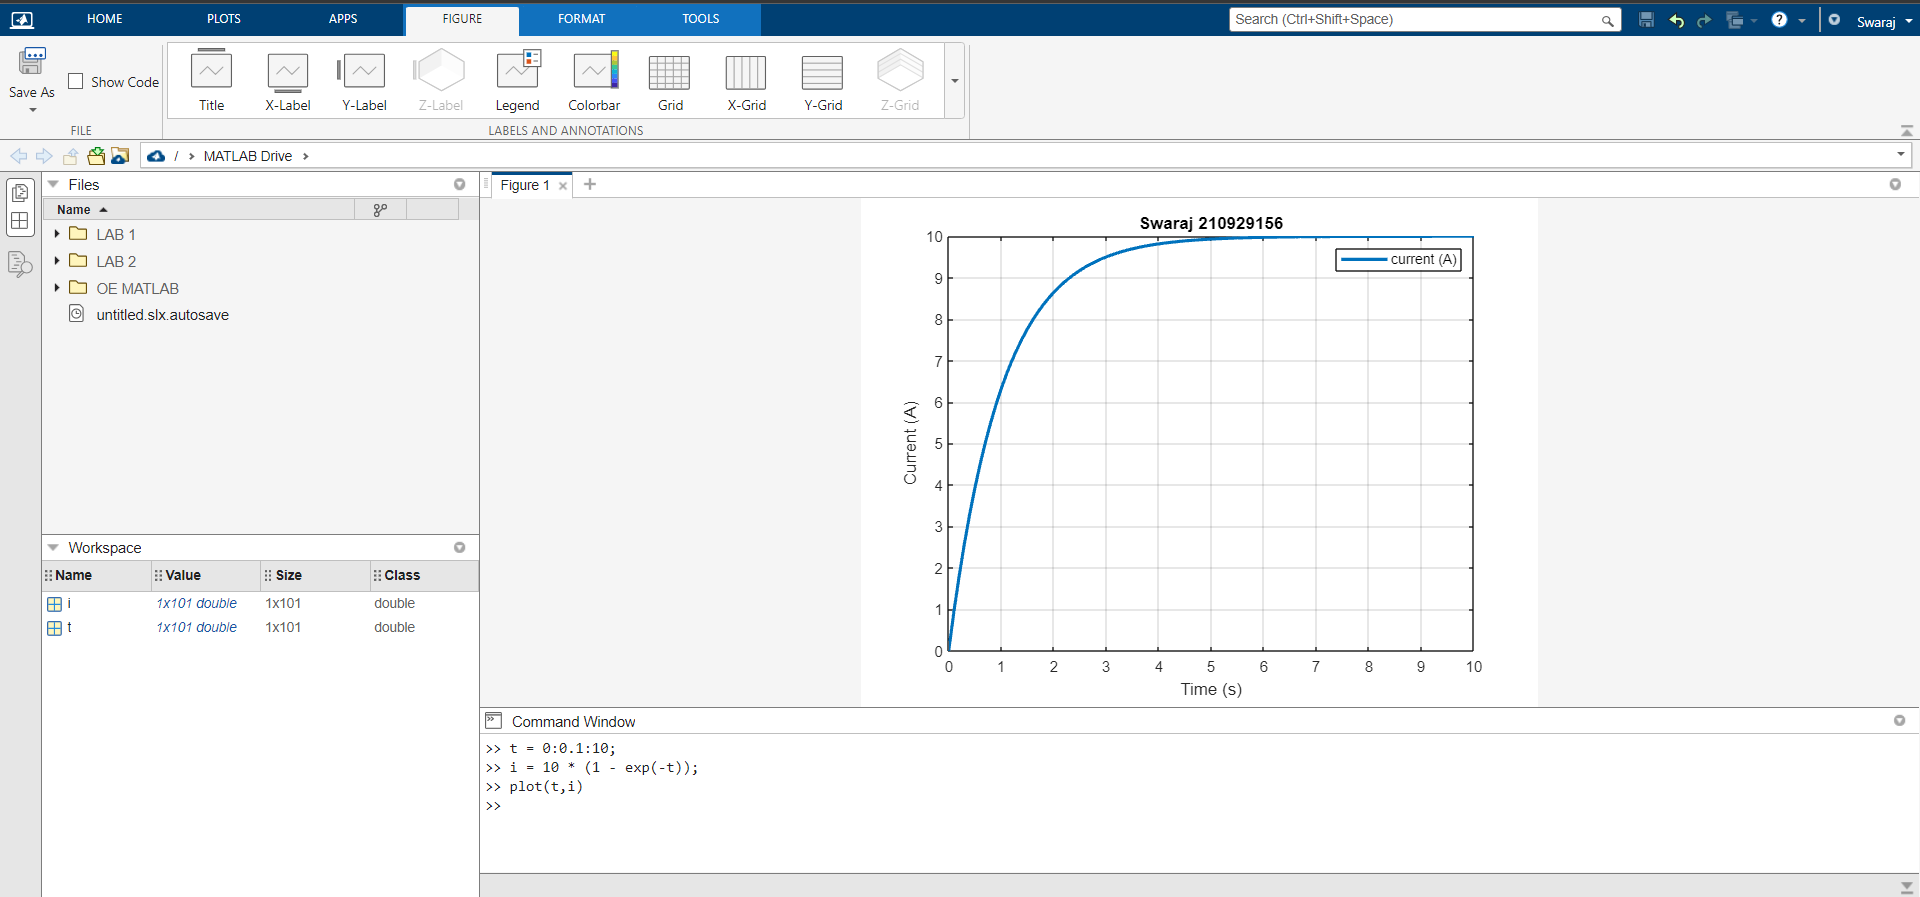 HOME PLOTS APPS FIGURE FORMAT TOOLS Search (Ctrl+Shift+Space) ? Swaraj
Save As Show Code Title X-Label Y-Label Z-Label Legend Colorbar Grid X-Grid Y-Grid Z-Grid
FILE LABELS AND ANNOTATIONS
/ › MATLAB Drive ›
Files
Name
LAB 1
LAB 2
OE MATLAB
untitled.slx.autosave
Workspace
Name Value Size Class
i 1x101 double 1x101 double
t 1x101 double 1x101 double
Figure 1 × +
Swaraj 210929156
current (A)
10
9
8
7
6
5
4
3
2
1
0
Current (A)
0 1 2 3 4 5 6 7 8 9 10
Time (s)
Command Window
>> t = 0:0.1:10;
>> i = 10 * (1 - exp(-t));
>> plot(t,i)
>>